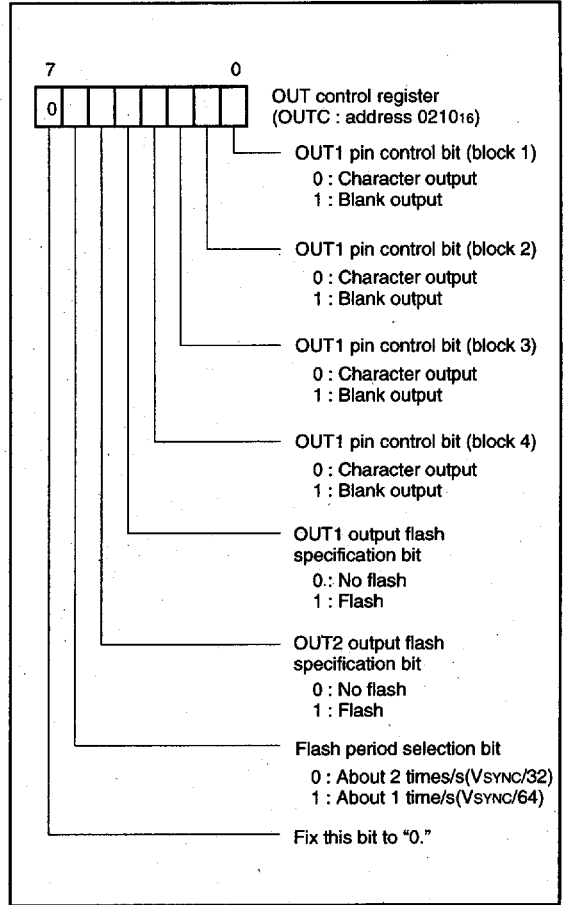 7 0
0
OUT control register
(OUTC : address 021016)
OUT1 pin control bit (block 1)
0 : Character output
1 : Blank output
OUT1 pin control bit (block 2)
0 : Character output
1 : Blank output
OUT1 pin control bit (block 3)
0 : Character output
1 : Blank output
OUT1 pin control bit (block 4)
0 : Character output
1 : Blank output
OUT1 output flash
specification bit
0 : No flash
1 : Flash
OUT2 output flash
specification bit
0 : No flash
1 : Flash
Flash period selection bit
0 : About 2 times/s(VSYNC/32)
1 : About 1 time/s(VSYNC/64)
Fix this bit to "0."